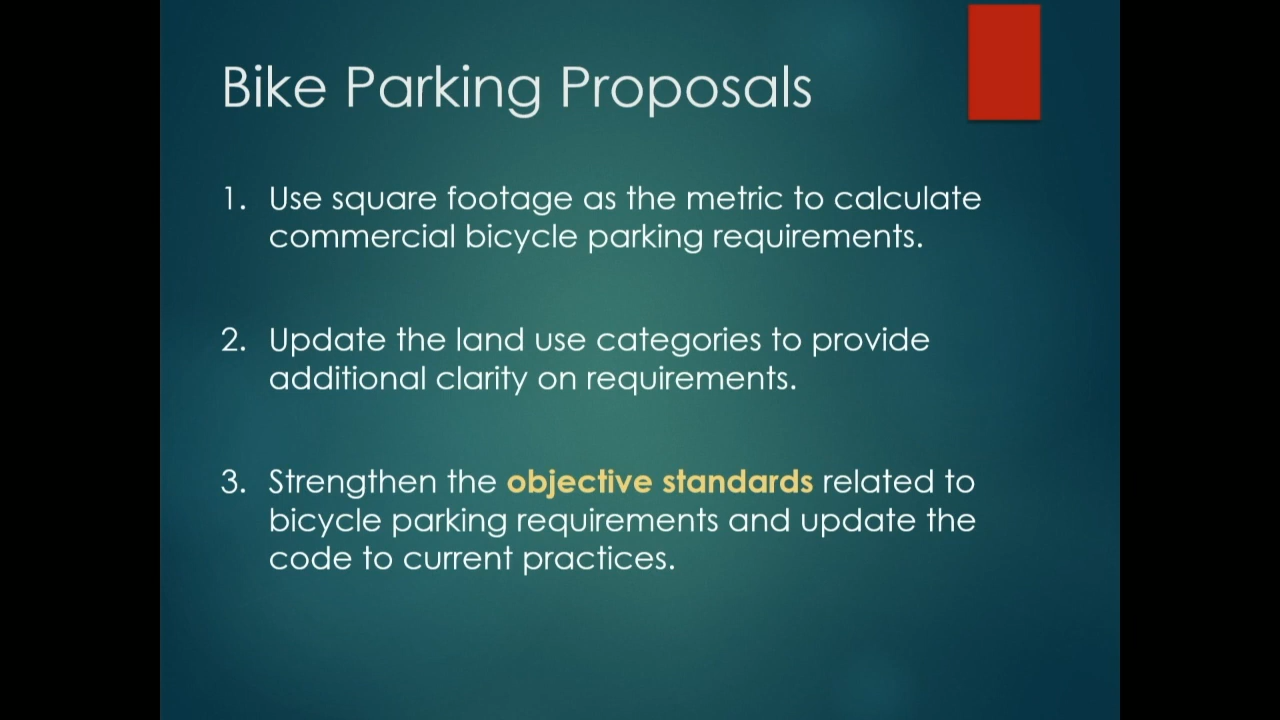 Bike Parking Proposals
1. Use square footage as the metric to calculate
commercial bicycle parking requirements.
2. Update the land use categories to provide
additional clarity on requirements.
3. Strengthen the objective standards related to
bicycle parking requirements and update the
code to current practices.